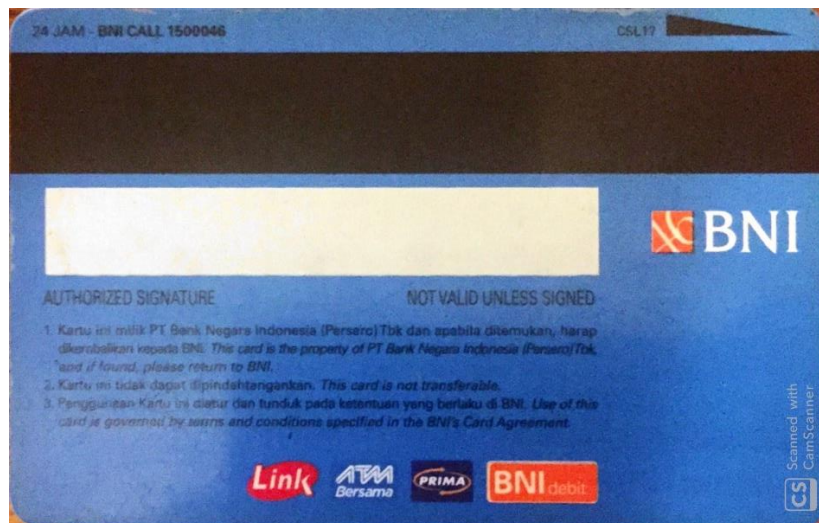 24 JAM - BNI CALL 1500046
CSL17
BNI
AUTHORIZED SIGNATURE NOT VALID UNLESS SIGNED
1. Kartu ini milik PT Bank Negara Indonesia (Persero) Tbk dan apabila ditemukan, harap
dikembalikan kepada BNI. This card is the property of PT Bank Negara Indonesia (Persero) Tbk,
and if found, please return to BNI.
2. Kartu ini tidak dapat dipindahtangankan. This card is not transferable.
3. Penggunaan Kartu ini diatur dan tunduk pada ketentuan yang berlaku di BNI. Use of this
card is governed by terms and conditions specified in the BNI's Card Agreement.
Link
ATM
Bersama
PRIMA
BNI debit
CS Scanned with
CamScanner